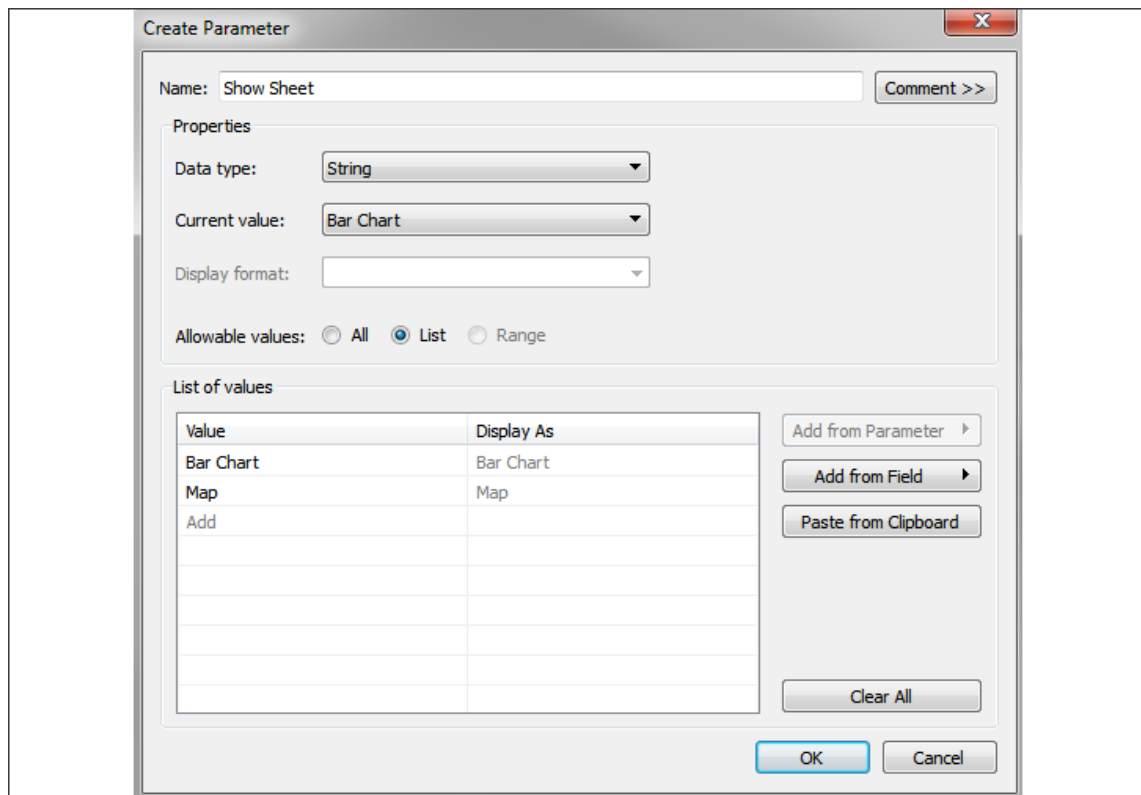 Create Parameter
X
Name: Show Sheet Comment >>
Properties
Data type: String
Current value: Bar Chart
Display format:
Allowable values: All List Range
List of values
Value Display As Add from Parameter
Bar Chart Bar Chart Add from Field
Map Map
Add Paste from Clipboard
Clear All
OK Cancel